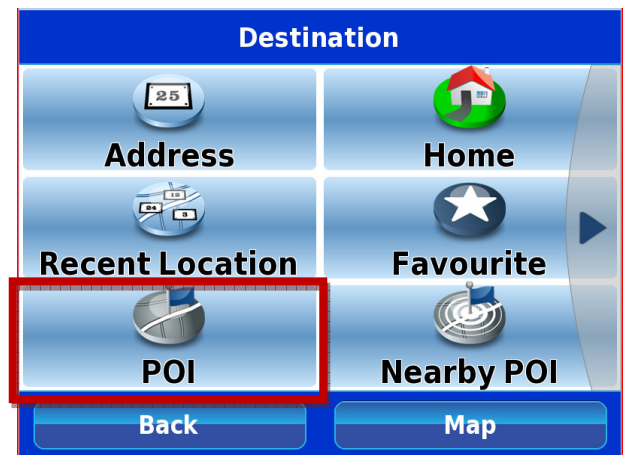 Destination
25
Address
Home
12
24
3
Recent Location
Favourite
POI
Nearby POI
Back
Map